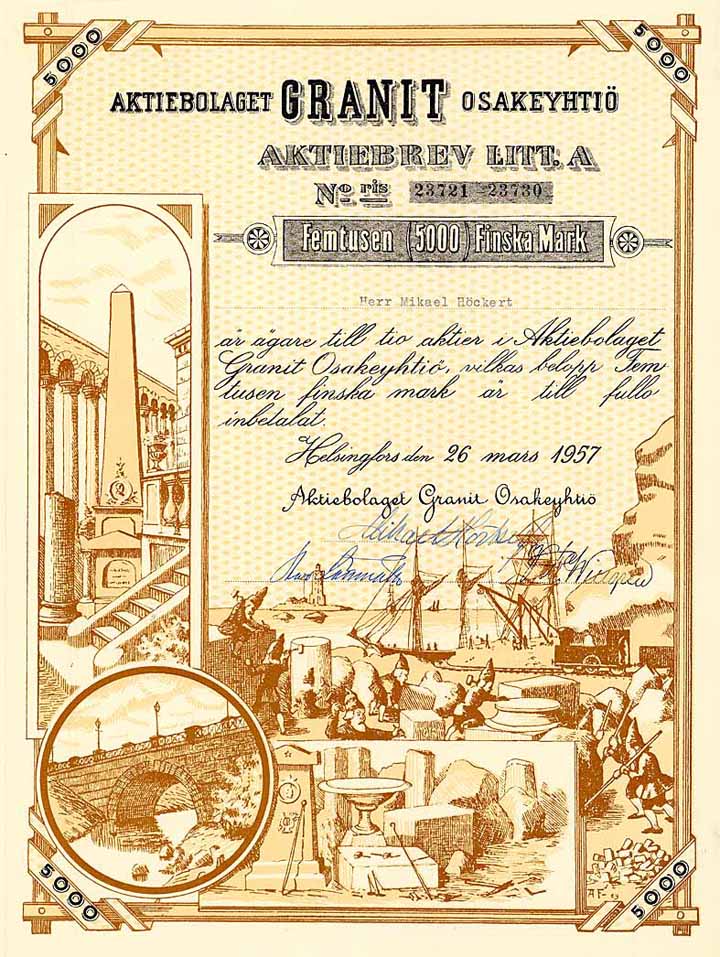 5000 5000
AKTIEBOLAGET GRANIT OSAKEYHTIÖ
AKTIEBREV LITT. A
No ris 23721 - 23730
Femtusen (5000) Finska Mark
Herr Mikael Höckert
är ägare till tio aktier i Aktiebolaget
Granit Osakeyhtiö, vilkas belopp Fem
tusen finska mark är till fullo
inbetalat.
Helsingfors den 26 mars 1957
Aktiebolaget Granit Osakeyhtiö
5000 5000